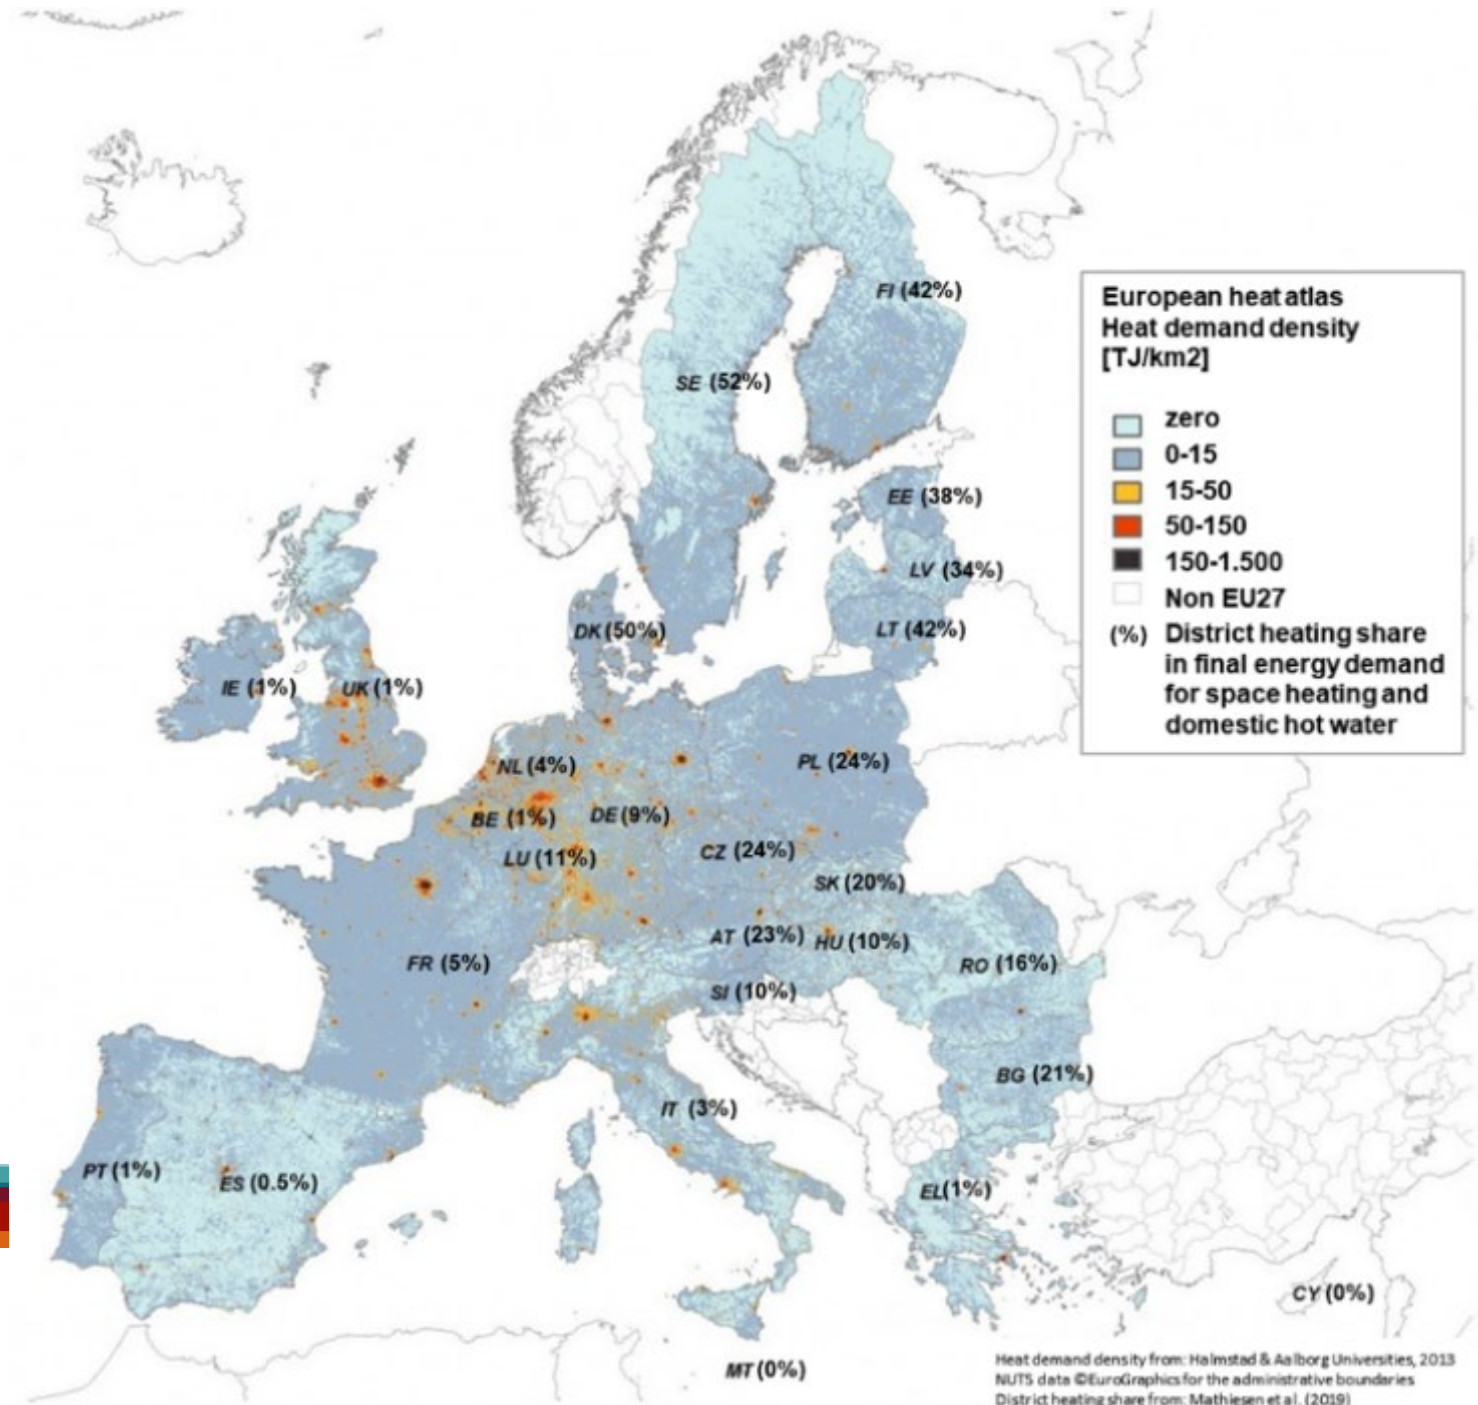 FI (42%)
SE (52%)
EE (38%)
LV (34%)
DK (50%)
LT (42%)
IE (1%)
UK (1%)
NL (4%)
PL (24%)
BE (1%)
DE (9%)
CZ (24%)
LU (11%)
SK (20%)
AT (23%)
HU (10%)
FR (5%)
RO (16%)
SI (10%)
BG (21%)
IT (3%)
PT (1%)
ES (0.5%)
EL (1%)
CY (0%)
MT (0%)
European heat atlas
Heat demand density
[TJ/km2]
zero
0-15
15-50
50-150
150-1.500
Non EU27
(%) District heating share
in final energy demand
for space heating and
domestic hot water
Heat demand density from: Halmstad & Aalborg Universities, 2013
NUTS data ©EuroGraphics for the administrative boundaries
District heating share from: Mathiesen et al. (2019)